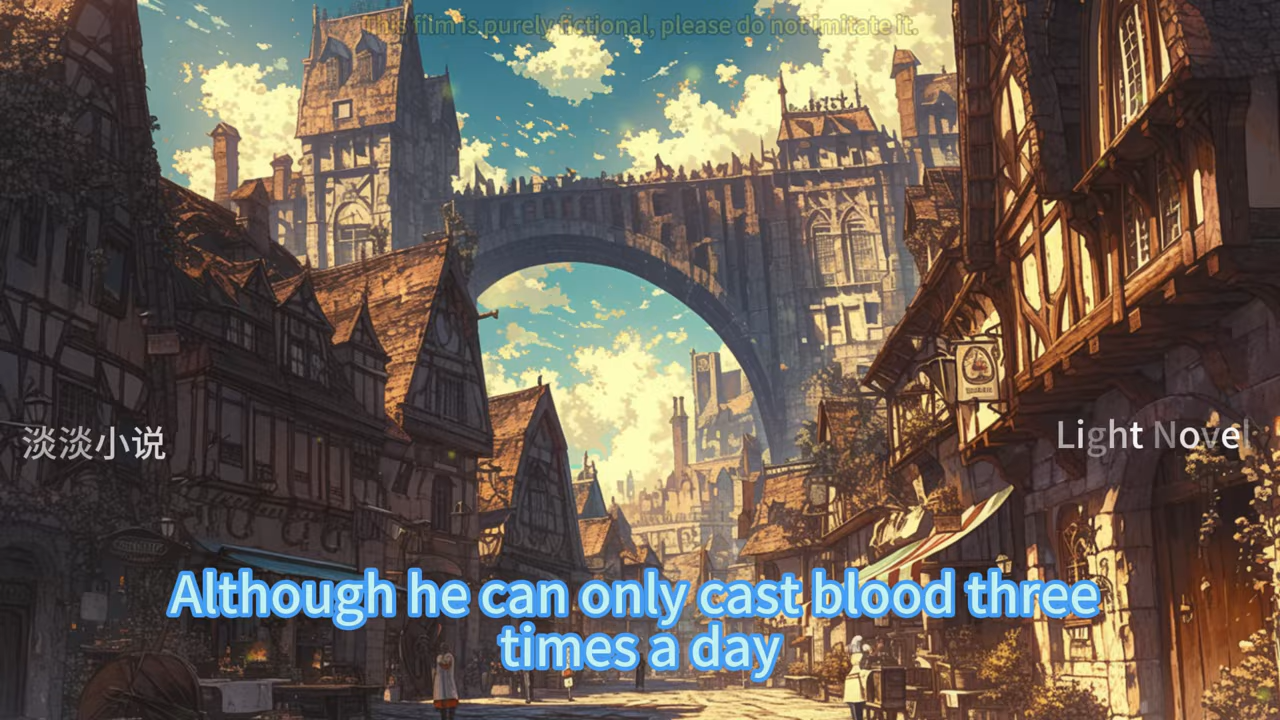 This film is purely fictional, please do not imitate it.
淡淡小说
Light Novel
Although he can only cast blood three
times a day